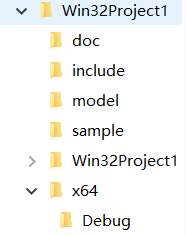 Win32Project1
doc
include
model
sample
Win32Project1
x64
Debug